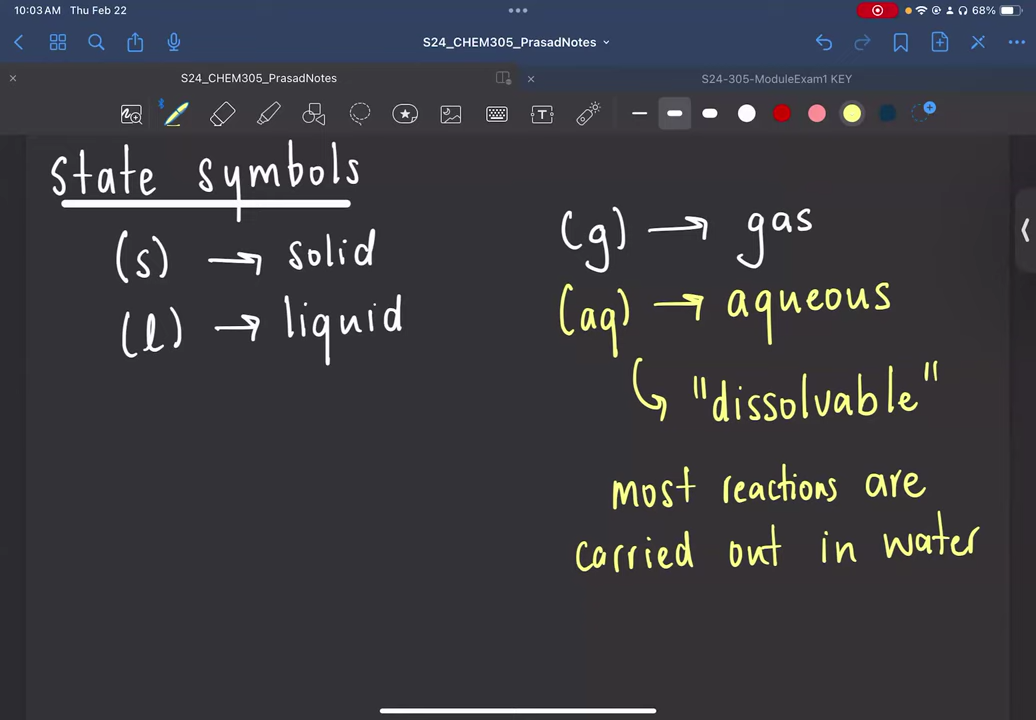 10:03 AM Thu Feb 22
68%
S24_CHEM305_PrasadNotes
S24_CHEM305_PrasadNotes
S24-305-ModuleExam1 KEY
state symbols
(s) → solid
(l) → liquid
(g) → gas
(aq) → aqueous
"dissolvable"
most reactions are
carried out in water